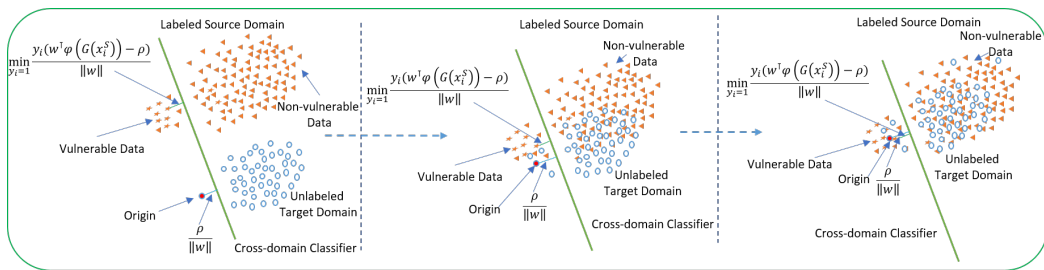 Labeled Source Domain
min y_i(w^⊺φ(G(x_i^S)) − ρ)
y_i=1 ‖w‖
Non-vulnerable
Data
Vulnerable Data
Unlabeled
Target Domain
Origin
ρ
‖w‖
Cross-domain Classifier
Labeled Source Domain
Non-vulnerable
Data
min y_i(w^⊺φ(G(x_i^S)) − ρ)
y_i=1 ‖w‖
Vulnerable Data
Unlabeled
Target Domain
Origin
ρ
‖w‖
Cross-domain Classifier
Labeled Source Domain
Non-vulnerable
Data
min y_i(w^⊺φ(G(x_i^S)) − ρ)
y_i=1 ‖w‖
Vulnerable Data
Unlabeled
Target Domain
Origin
ρ
‖w‖
Cross-domain Classifier